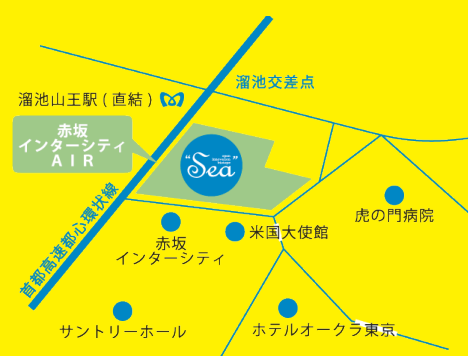 溜池交差点
溜池山王駅(直結)
赤坂
インターシティ
AIR
"Sea"
首都高速都心環状線
虎の門病院
米国大使館
赤坂
インターシティ
サントリーホール
ホテルオークラ東京